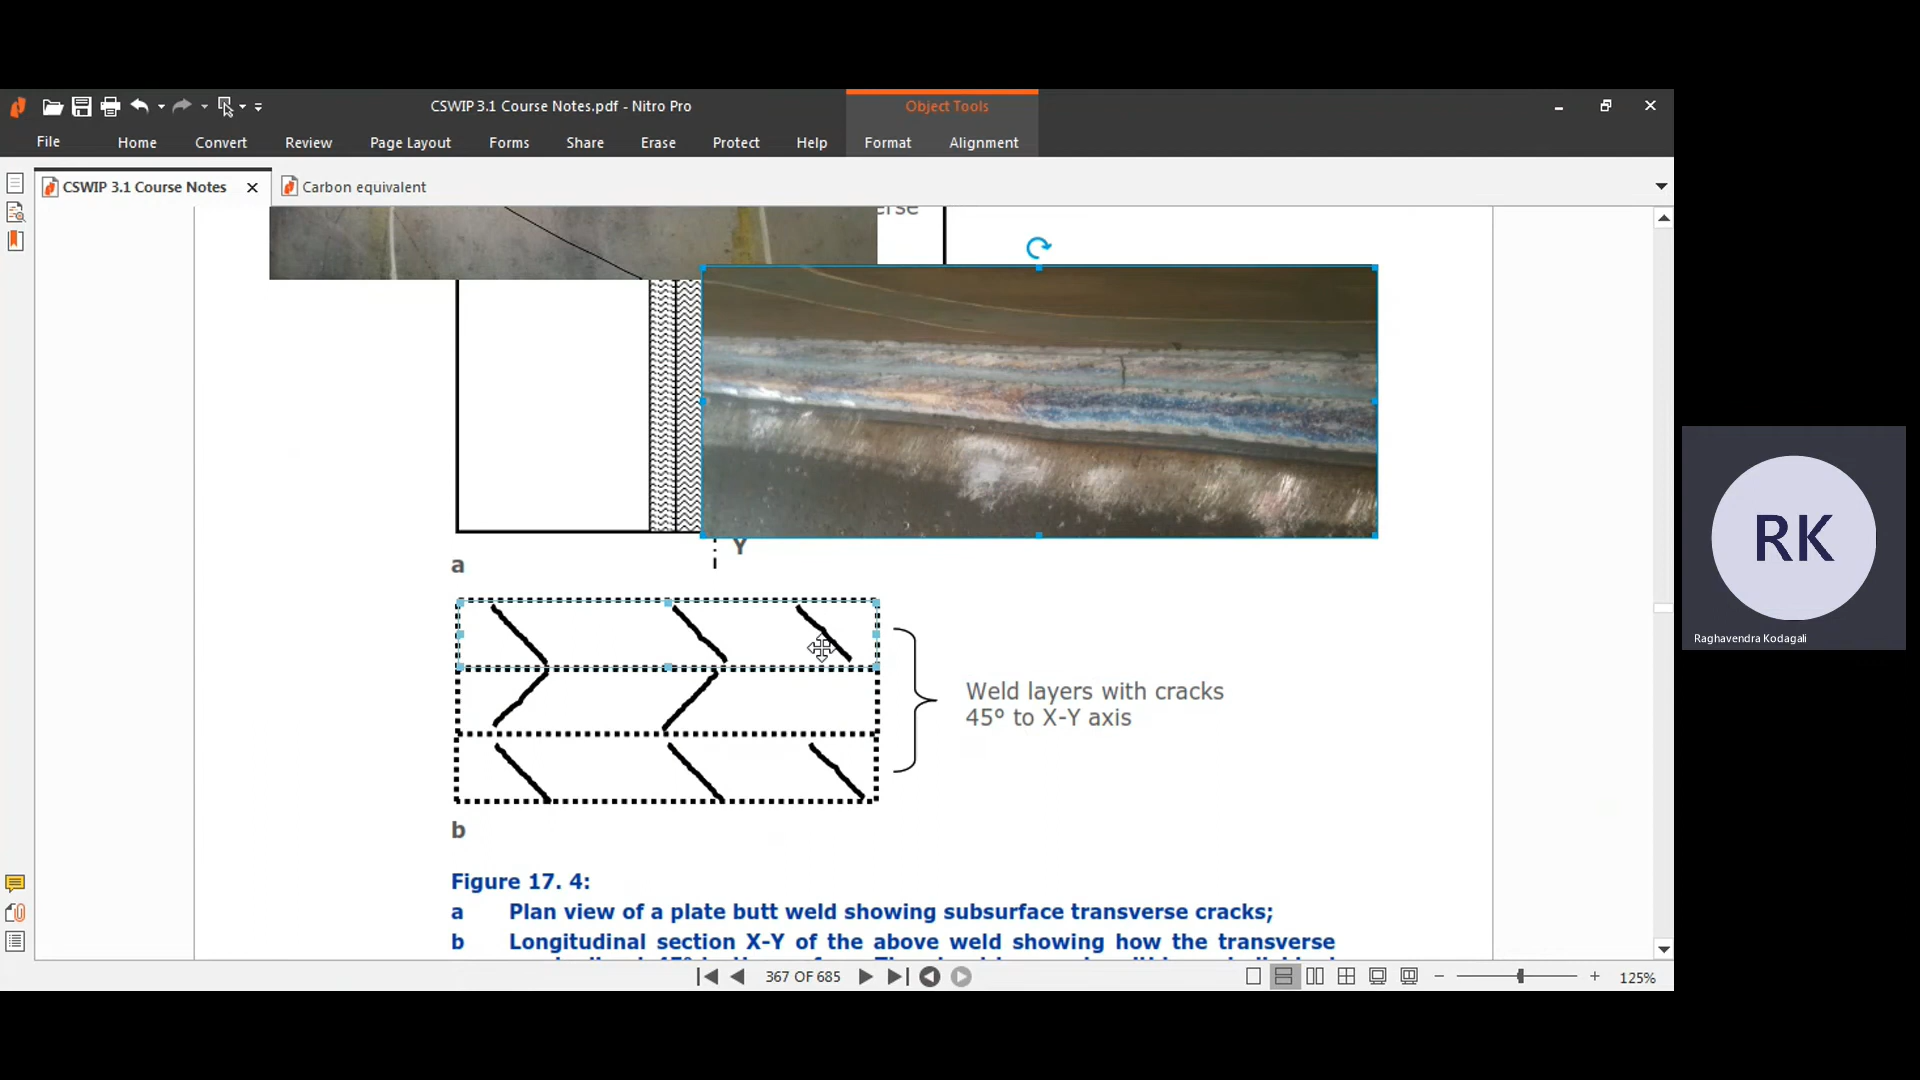 CSWIP 3.1 Course Notes.pdf - Nitro Pro
Object Tools
File Home Convert Review Page Layout Forms Share Erase Protect Help Format Alignment
CSWIP 3.1 Course Notes
Carbon equivalent
Y
a
Weld layers with cracks
45º to X-Y axis
b
Figure 17. 4:
a Plan view of a plate butt weld showing subsurface transverse cracks;
b Longitudinal section X-Y of the above weld showing how the transverse
367 OF 685
125%
RK
Raghavendra Kodagali